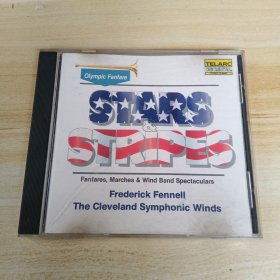 Olympic Fanfare
TELARC
STARS
&
STRIPES
Fanfares, Marches & Wind Band Spectaculars
Frederick Fennell
The Cleveland Symphonic Winds